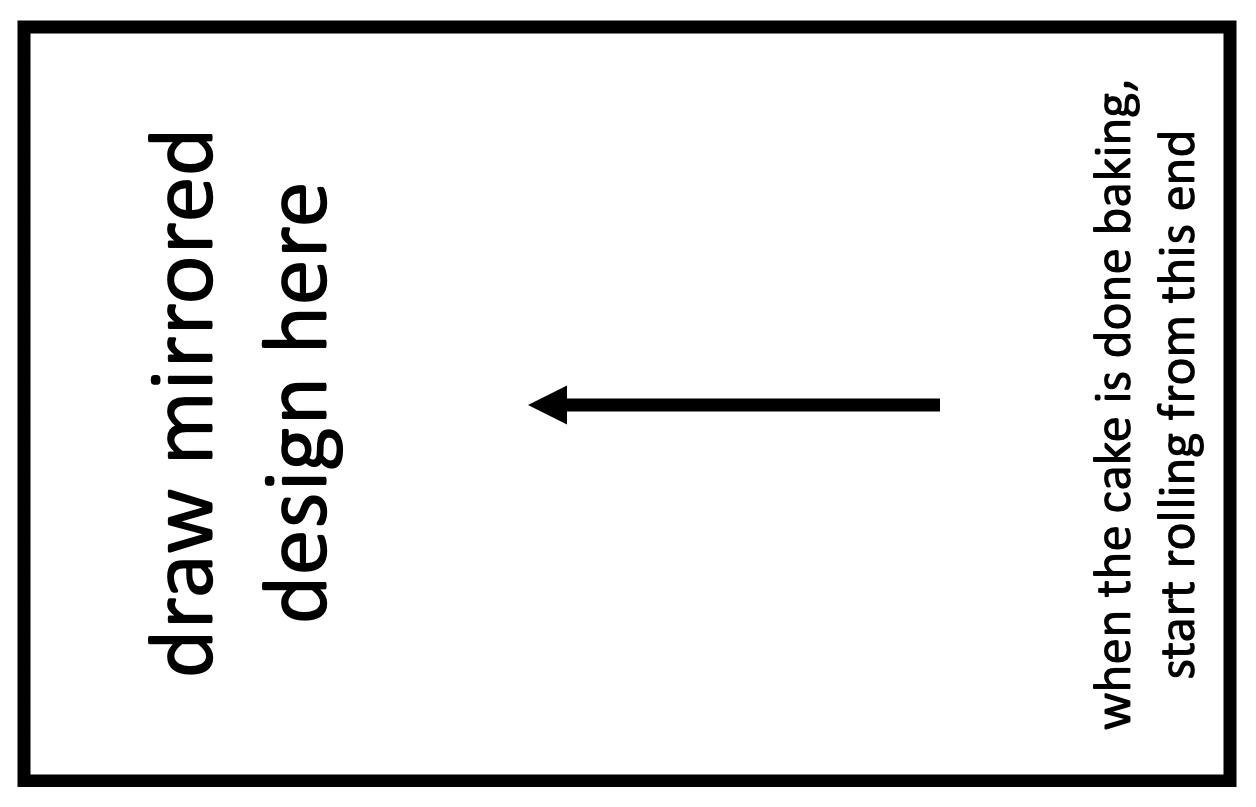 draw mirrored
design here
when the cake is done baking,
start rolling from this end